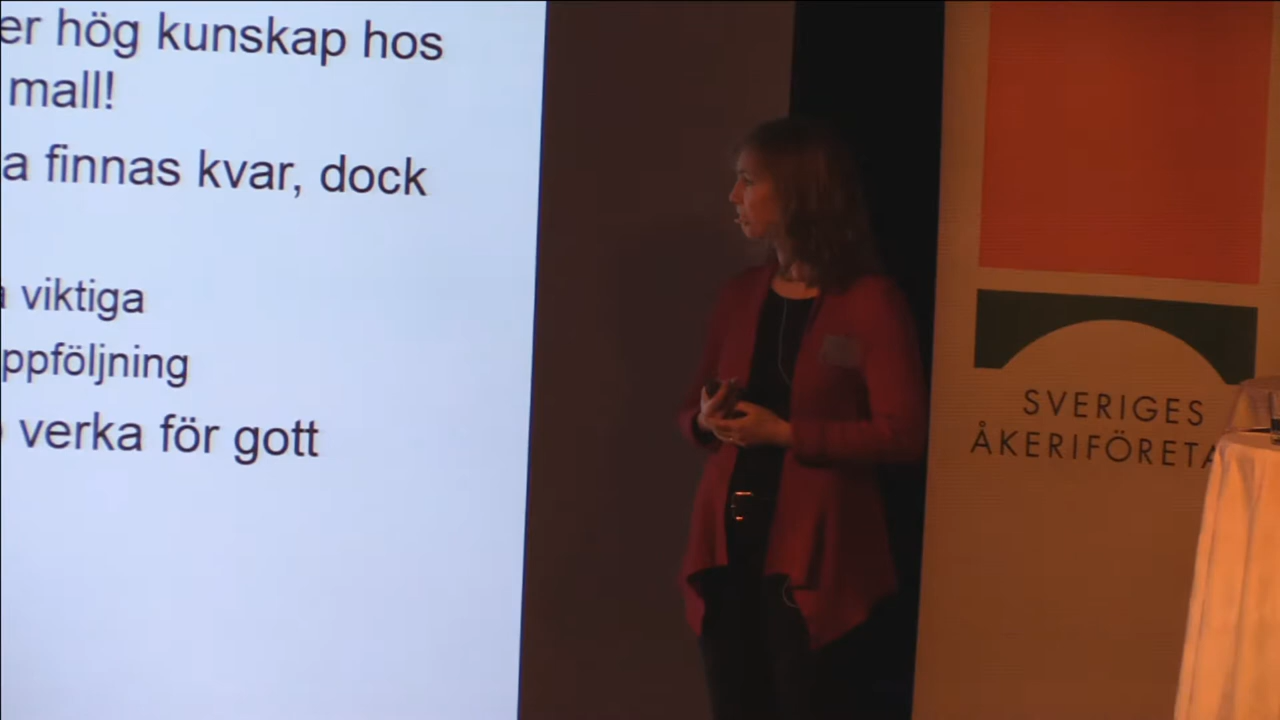 er hög kunskap hos
mall!
a finnas kvar, dock
viktiga
ppföljning
verka för gott
SVERIGES
ÅKERIFÖRETA